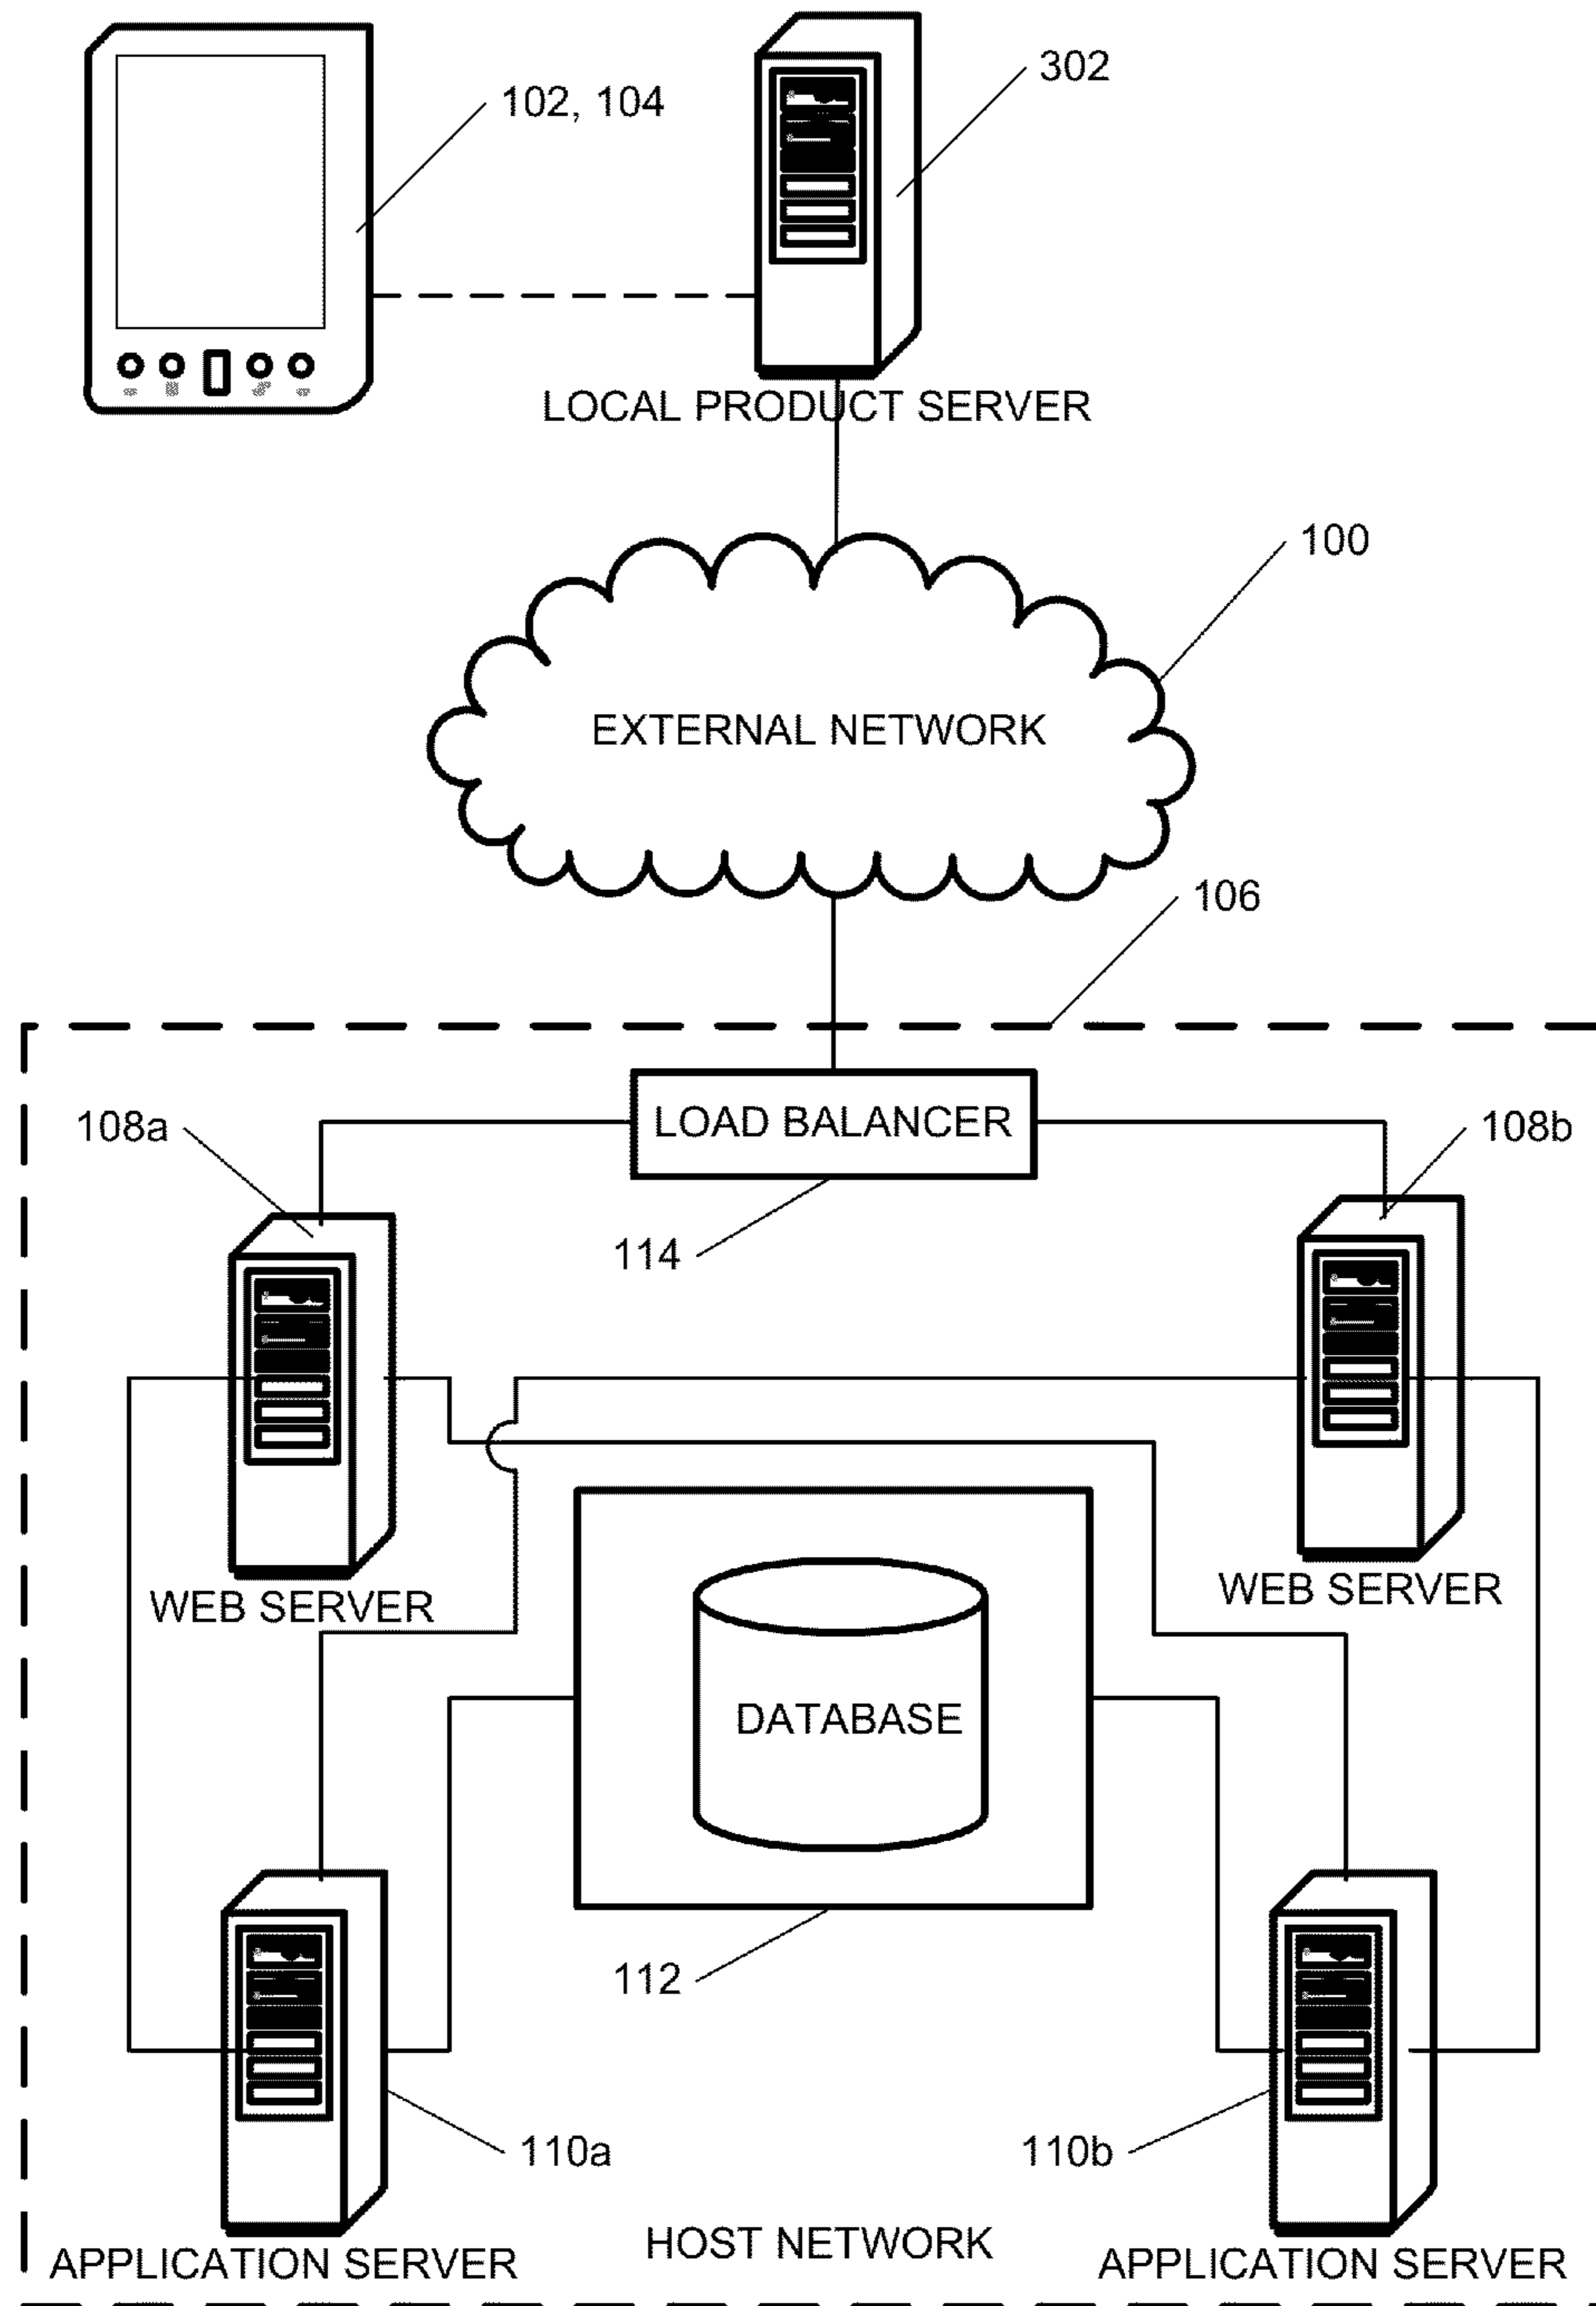 302
102, 104
LOCAL PRODUCT SERVER
100
EXTERNAL NETWORK
106
LOAD BALANCER
108a
108b
114
WEB SERVER
WEB SERVER
DATABASE
112
110a
110b
HOST NETWORK
APPLICATION SERVER
APPLICATION SERVER